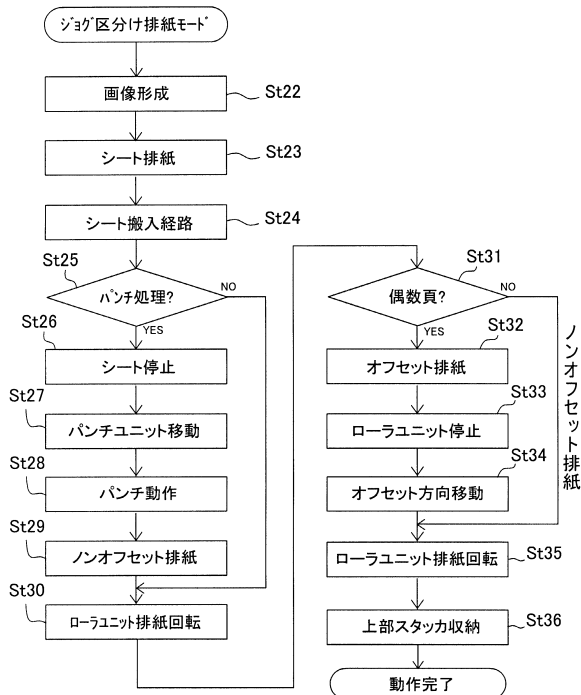 ジョグ区分け排紙モード
画像形成
St22
シート排紙
St23
シート搬入経路
St24
St25
パンチ処理?
NO
YES
St26
シート停止
St27
パンチユニット移動
St28
パンチ動作
St29
ノンオフセット排紙
St30
ローラユニット排紙回転
St31
偶数頁?
NO
YES
St32
オフセット排紙
St33
ローラユニット停止
St34
オフセット方向移動
ノンオフセット排紙
ローラユニット排紙回転
St35
上部スタッカ収納
St36
動作完了